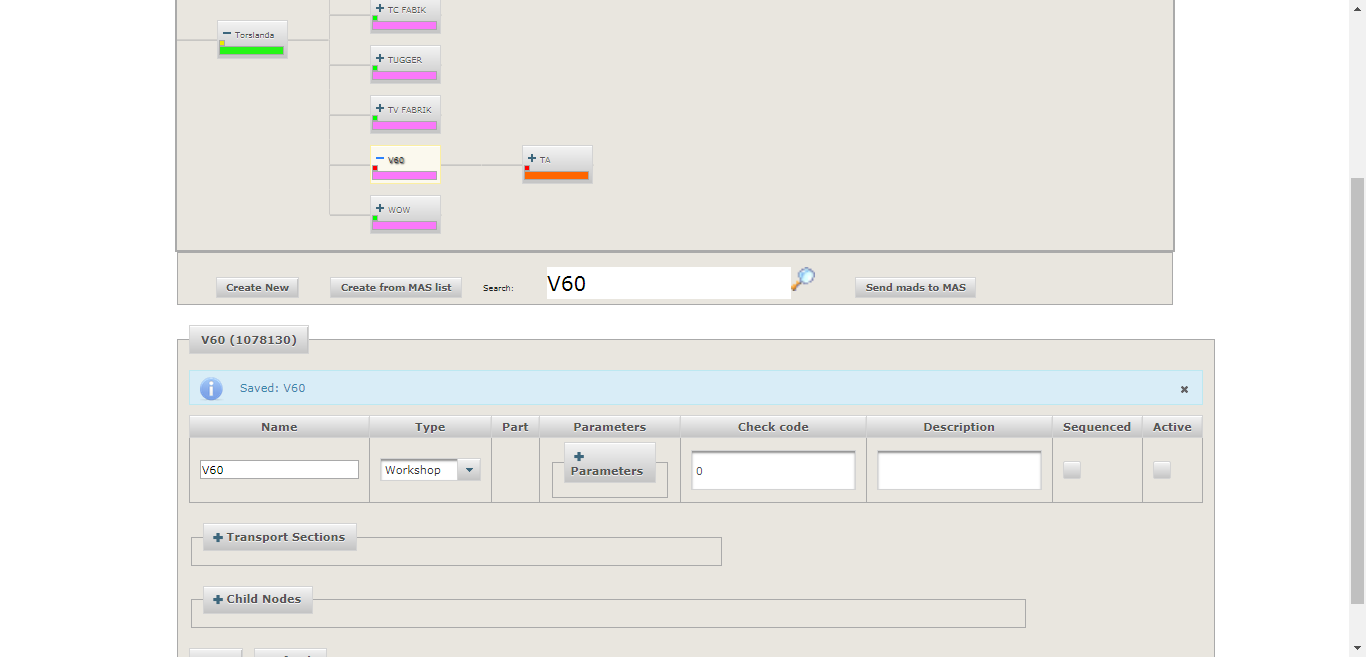 TC FABIK
Torslanda
TUGGER
TV FABRIK
V60
TA
WOW
Create New
Create from MAS list
Search:
V60
Send mads to MAS
V60 (1078130)
Saved: V60
Name
Type
Part
Parameters
Check code
Description
Sequenced
Active
V60
Workshop
Parameters
0
Transport Sections
Child Nodes